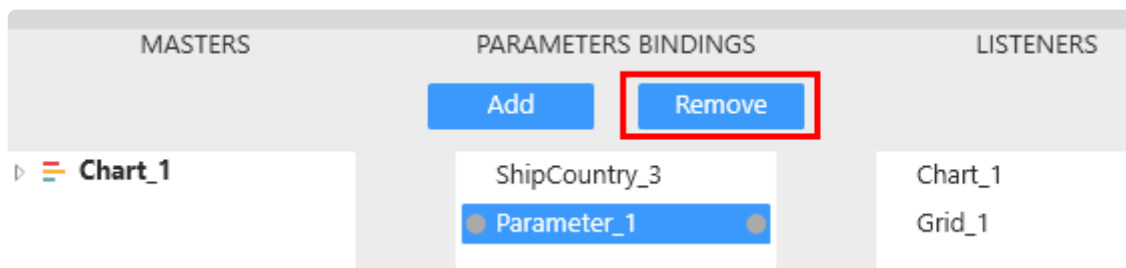 MASTERS PARAMETERS BINDINGS LISTENERS
Add Remove
Chart_1 ShipCountry_3 Chart_1
Parameter_1 Grid_1